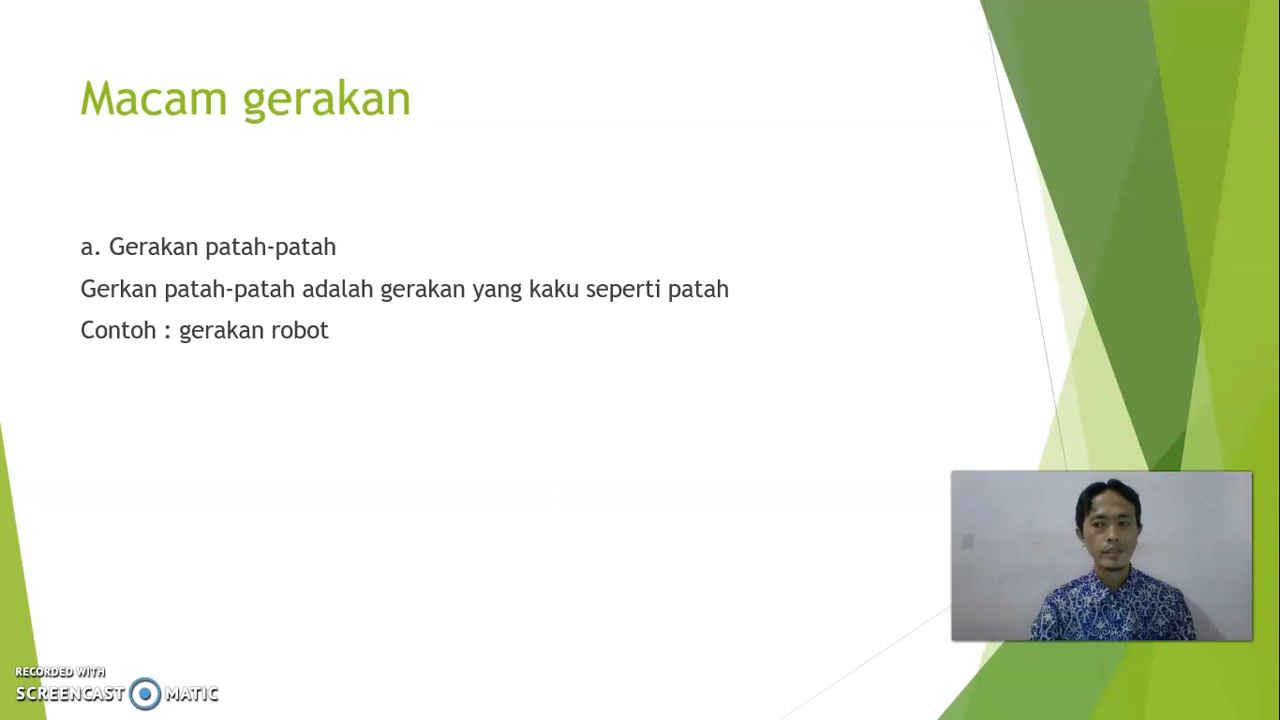 Macam gerakan
a. Gerakan patah-patah
Gerkan patah-patah adalah gerakan yang kaku seperti patah
Contoh : gerakan robot
RECORDED WITH
SCREENCAST MATIC